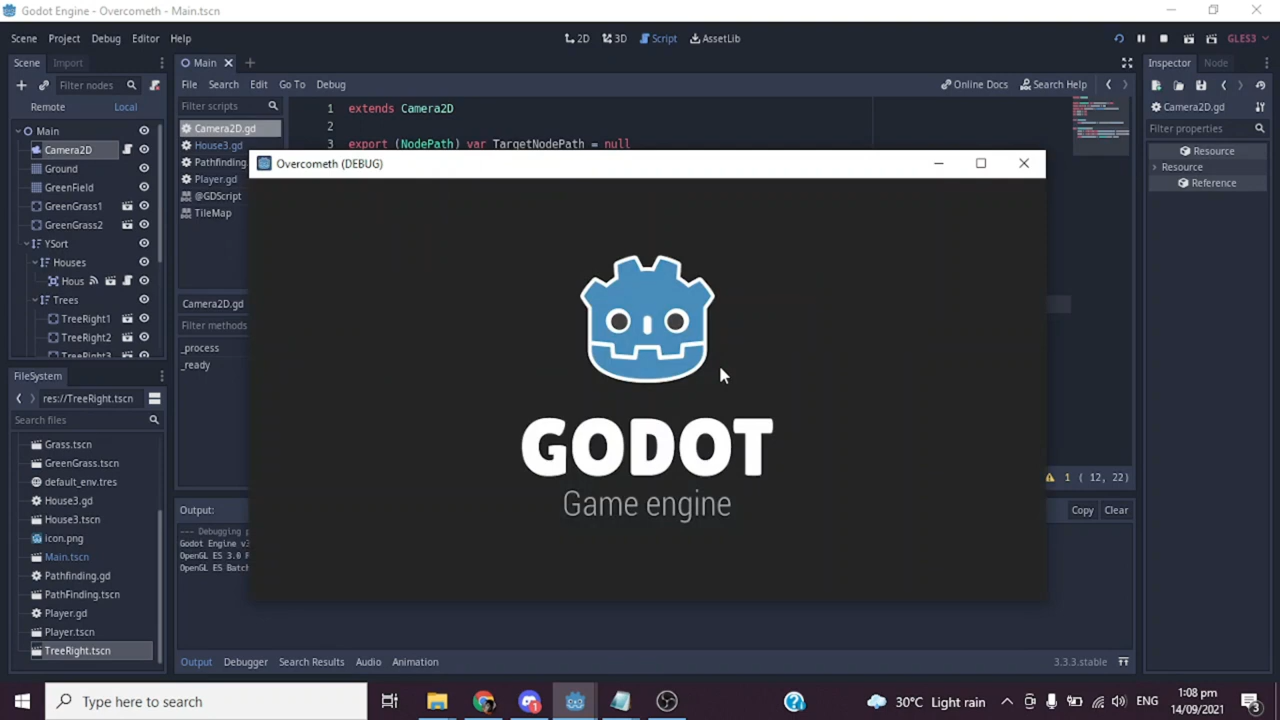 Godot Engine - Overcometh - Main.tscn
Scene Project Debug Editor Help
2D 3D Script AssetLib
GLES3
Scene Import
Filter nodes
Remote Local
Main
Camera2D
Ground
GreenField
GreenGrass1
GreenGrass2
YSort
Houses
Hous
Trees
TreeRight1
TreeRight2
TreeRight3
FileSystem
res://TreeRight.tscn
Search files
Grass.tscn
GreenGrass.tscn
default_env.tres
House3.gd
House3.tscn
icon.png
Main.tscn
Pathfinding.gd
PathFinding.tscn
Player.gd
Player.tscn
TreeRight.tscn
Main
File Search Edit Go To Debug
Online Docs Search Help
Filter scripts
Camera2D.gd
House3.gd
Pathfinding
Player.gd
@GDScript
TileMap
Camera2D.gd
Filter methods
_process
_ready
1 extends Camera2D
2
3 export (NodePath) var TargetNodePath = null
Overcometh (DEBUG)
GODOT
Game engine
1 ( 12, 22)
Output:
Copy Clear
--- Debugging p
Godot Engine v3
OpenGL ES 3.0 R
OpenGL ES Batc
Output Debugger Search Results Audio Animation
3.3.3.stable
Inspector Node
Camera2D.gd
Filter properties
Resource
Resource
Reference
Type here to search
30°C Light rain
ENG
1:08 pm
14/09/2021
3